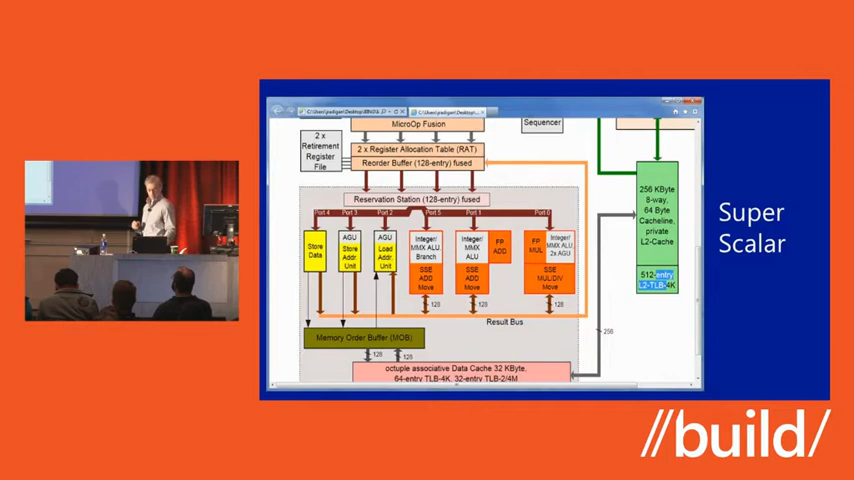 C:\Users\
C:\Users\
MicroOp Fusion
Sequencer
2 x
Retirement
Register
File
2 x Register Allocation Table (RAT)
Reorder Buffer (128-entry) fused
Reservation Station (128-entry) fused
Port 4
Port 3
Port 2
Port 5
Port 1
Port 0
Store
Data
AGU
Store
Addr.
Unit
AGU
Load
Addr.
Unit
Integer/
MMX ALU,
Branch
SSE
ADD
Move
Integer/
MMX
ALU
FP
ADD
SSE
ADD
Move
FP
MUL
Integer/
MMX ALU,
2x AGU
SSE
MUL/DIV
Move
128
128
128
Result Bus
Memory Order Buffer (MOB)
128
128
256
octuple associative Data Cache 32 KByte,
64-entry TLB-4K, 32-entry TLB-2/4M
256 KByte
8-way,
64 Byte
Cacheline,
private
L2-Cache
512-entry
L2-TLB-4K
Super
Scalar
//build/